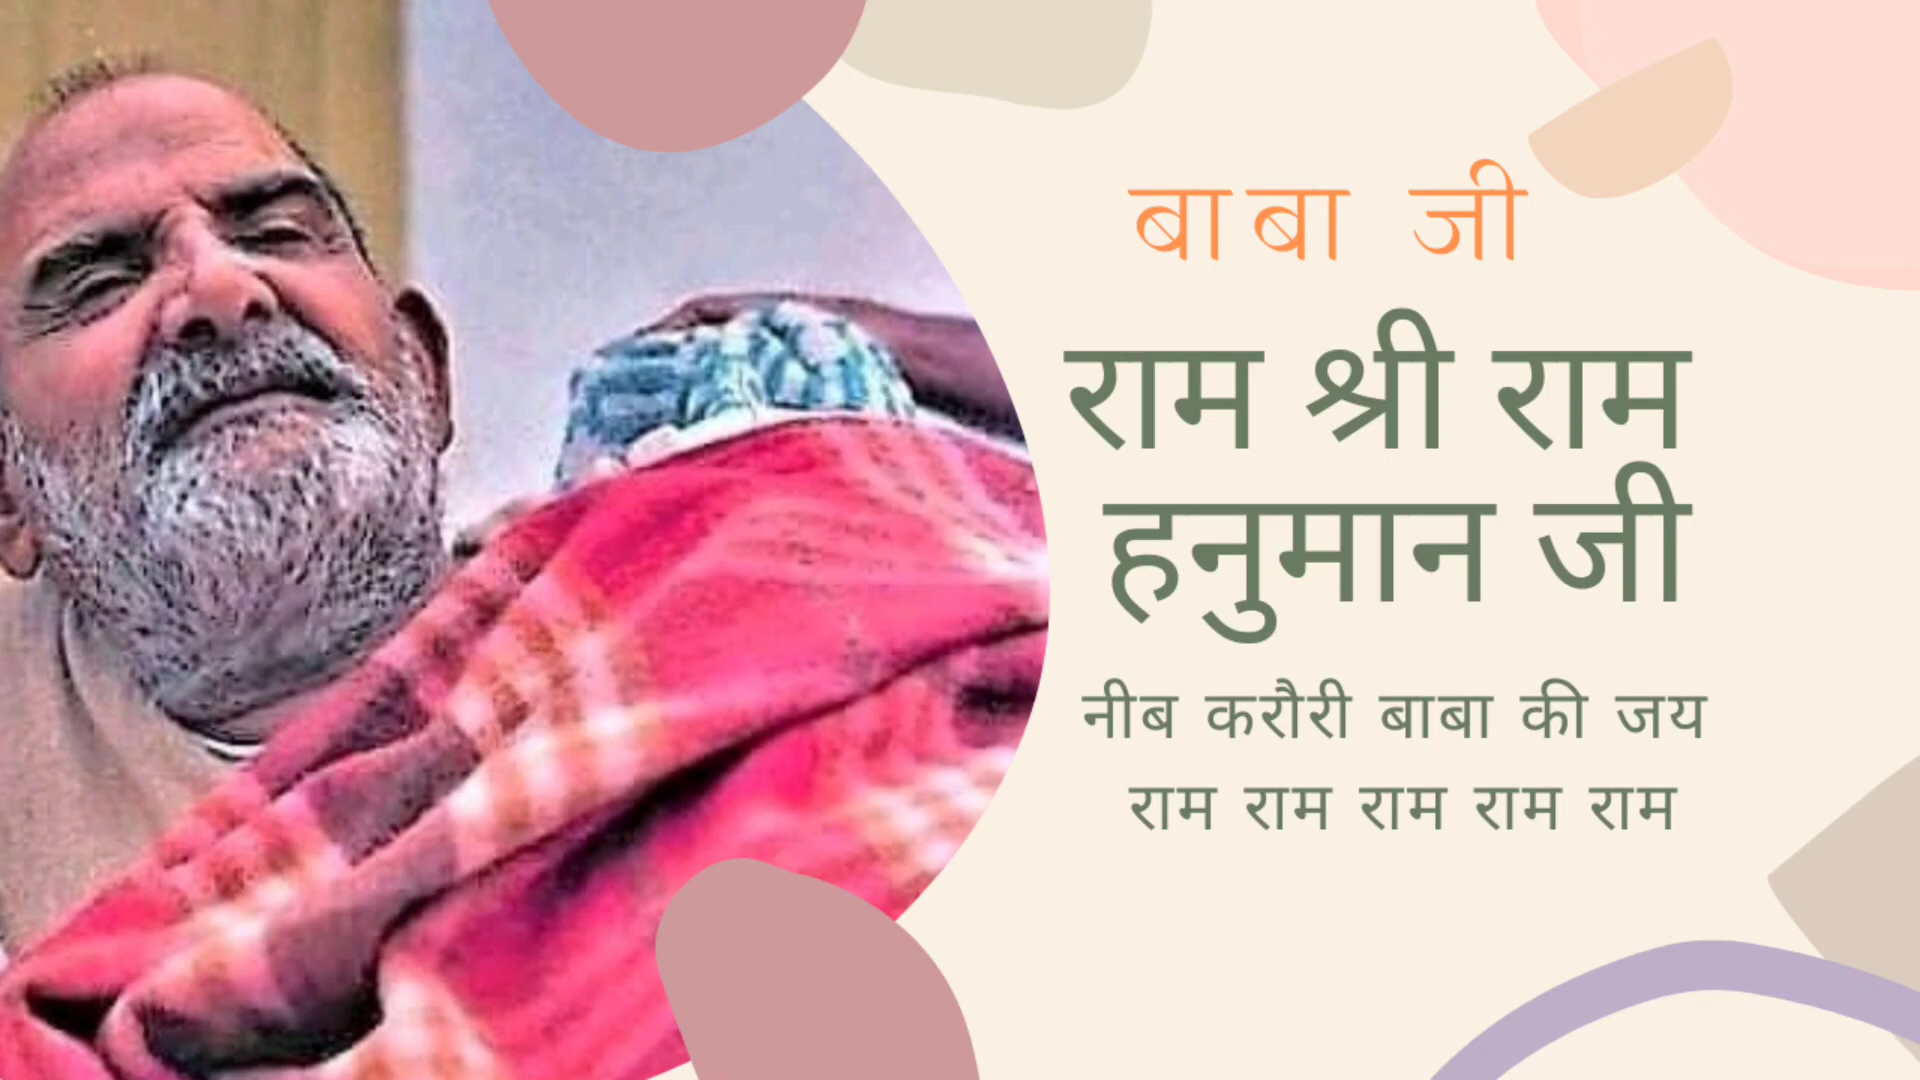 बाबा जी
राम श्री राम
हनुमान जी
नीब करौरी बाबा की जय
राम राम राम राम राम